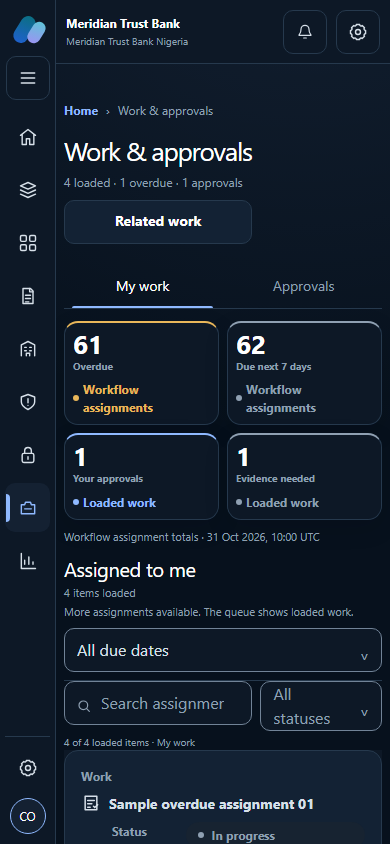 Meridian Trust Bank
Meridian Trust Bank Nigeria
Home › Work & approvals
Work & approvals
4 loaded · 1 overdue · 1 approvals
Related work
My work
Approvals
61
Overdue
Workflow
assignments
62
Due next 7 days
Workflow
assignments
1
Your approvals
Loaded work
1
Evidence needed
Loaded work
Workflow assignment totals · 31 Oct 2026, 10:00 UTC
Assigned to me
4 items loaded
More assignments available. The queue shows loaded work.
All due dates
Search assignmer
All
statuses
4 of 4 loaded items · My work
Work
Sample overdue assignment 01
Status
In progress
CO